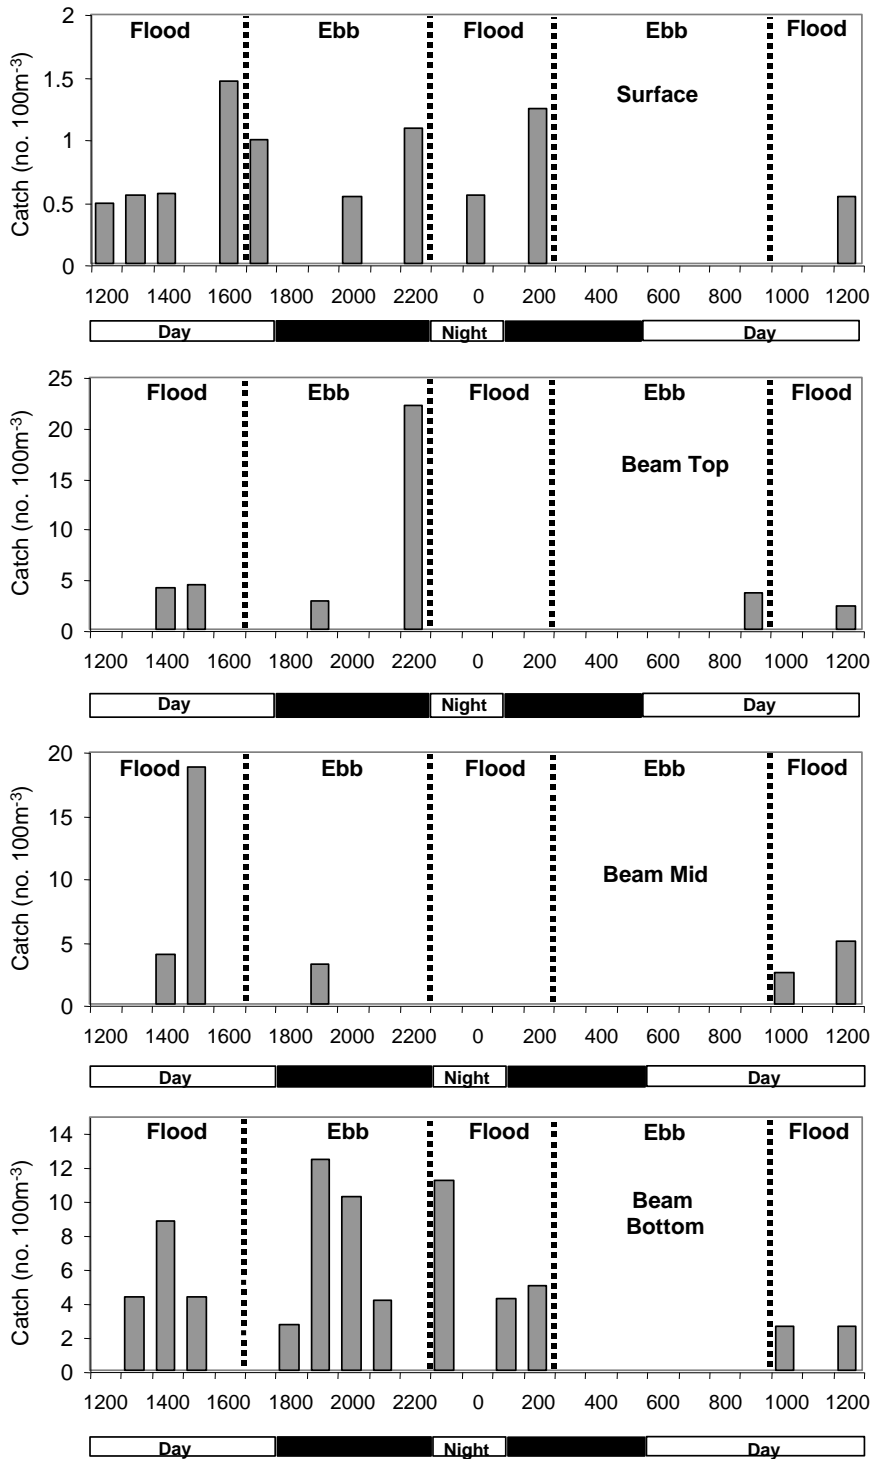 Flood Ebb Flood Ebb Flood
Surface
Catch (no. 100m-3)
2
1.5
1
0.5
0
1200 1400 1600 1800 2000 2200 0 200 400 600 800 1000 1200
Day Night Day
Flood Ebb Flood Ebb Flood
Beam Top
Catch (no. 100m-3)
25
20
15
10
5
0
1200 1400 1600 1800 2000 2200 0 200 400 600 800 1000 1200
Day Night Day
Flood Ebb Flood Ebb Flood
Beam Mid
Catch (no. 100m-3)
20
15
10
5
0
1200 1400 1600 1800 2000 2200 0 200 400 600 800 1000 1200
Day Night Day
Flood Ebb Flood Ebb Flood
Beam
Bottom
Catch (no. 100m-3)
14
12
10
8
6
4
2
0
1200 1400 1600 1800 2000 2200 0 200 400 600 800 1000 1200
Day Night Day